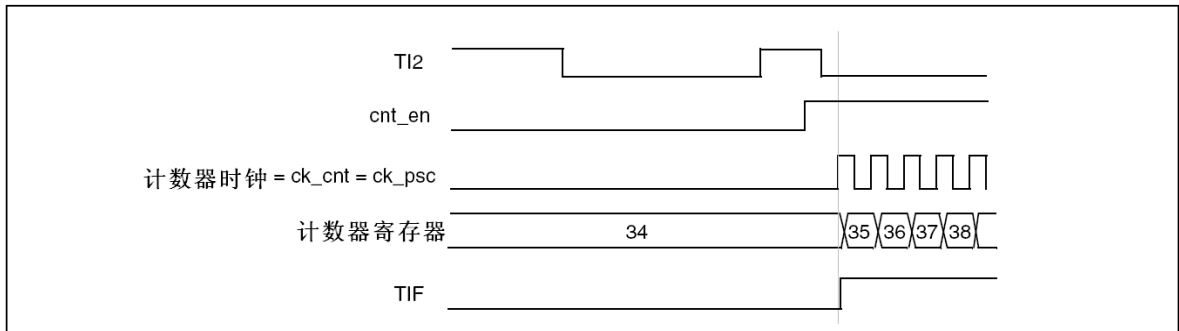 TI2
cnt_en
计数器时钟 = ck_cnt = ck_psc
计数器寄存器 34 35 36 37 38
TIF